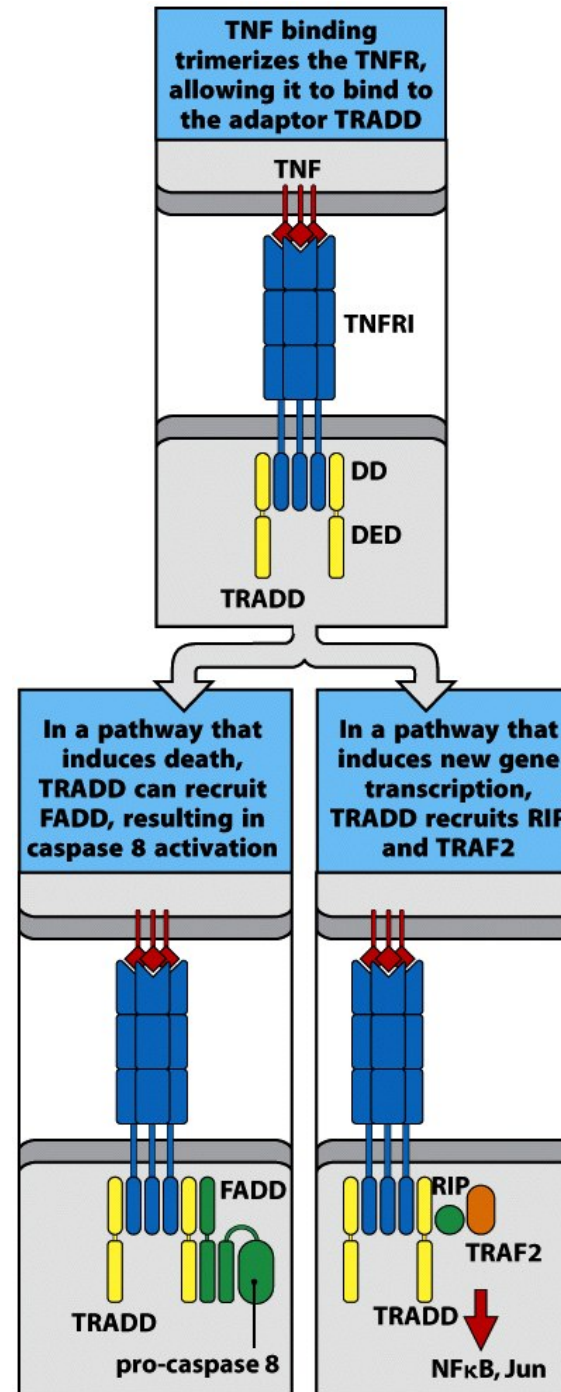 TNF binding
trimerizes the TNFR,
allowing it to bind to
the adaptor TRADD
TNF
TNFRI
DD
DED
TRADD
In a pathway that
induces death,
TRADD can recruit
FADD, resulting in
caspase 8 activation
FADD
TRADD
pro-caspase 8
In a pathway that
induces new gene
transcription,
TRADD recruits RIP
and TRAF2
RIP
TRAF2
TRADD
NFκB, Jun